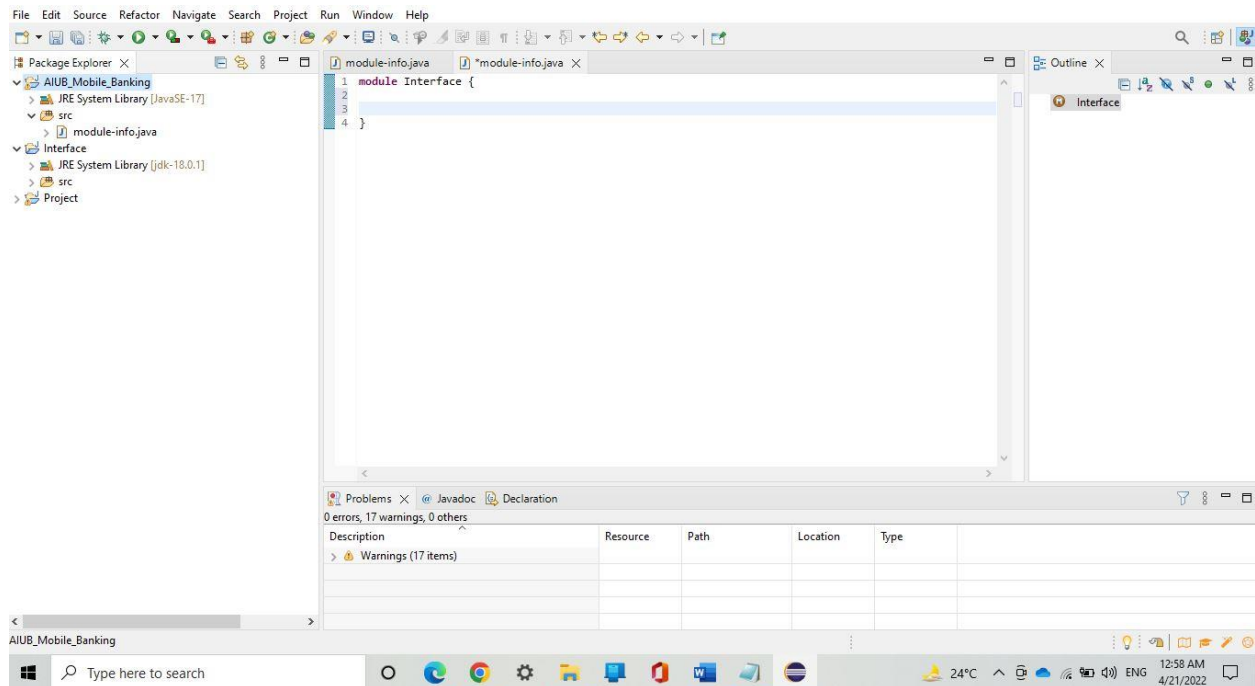 File Edit Source Refactor Navigate Search Project Run Window Help
Package Explorer
AIUB_Mobile_Banking
JRE System Library [JavaSE-17]
src
module-info.java
Interface
JRE System Library [jdk-18.0.1]
src
Project
module-info.java *module-info.java
1 module Interface {
2
3
4 }
Outline
Interface
Problems @ Javadoc Declaration
0 errors, 17 warnings, 0 others
Description Resource Path Location Type
Warnings (17 items)
AIUB_Mobile_Banking
Type here to search
24°C ENG 12:58 AM
4/21/2022